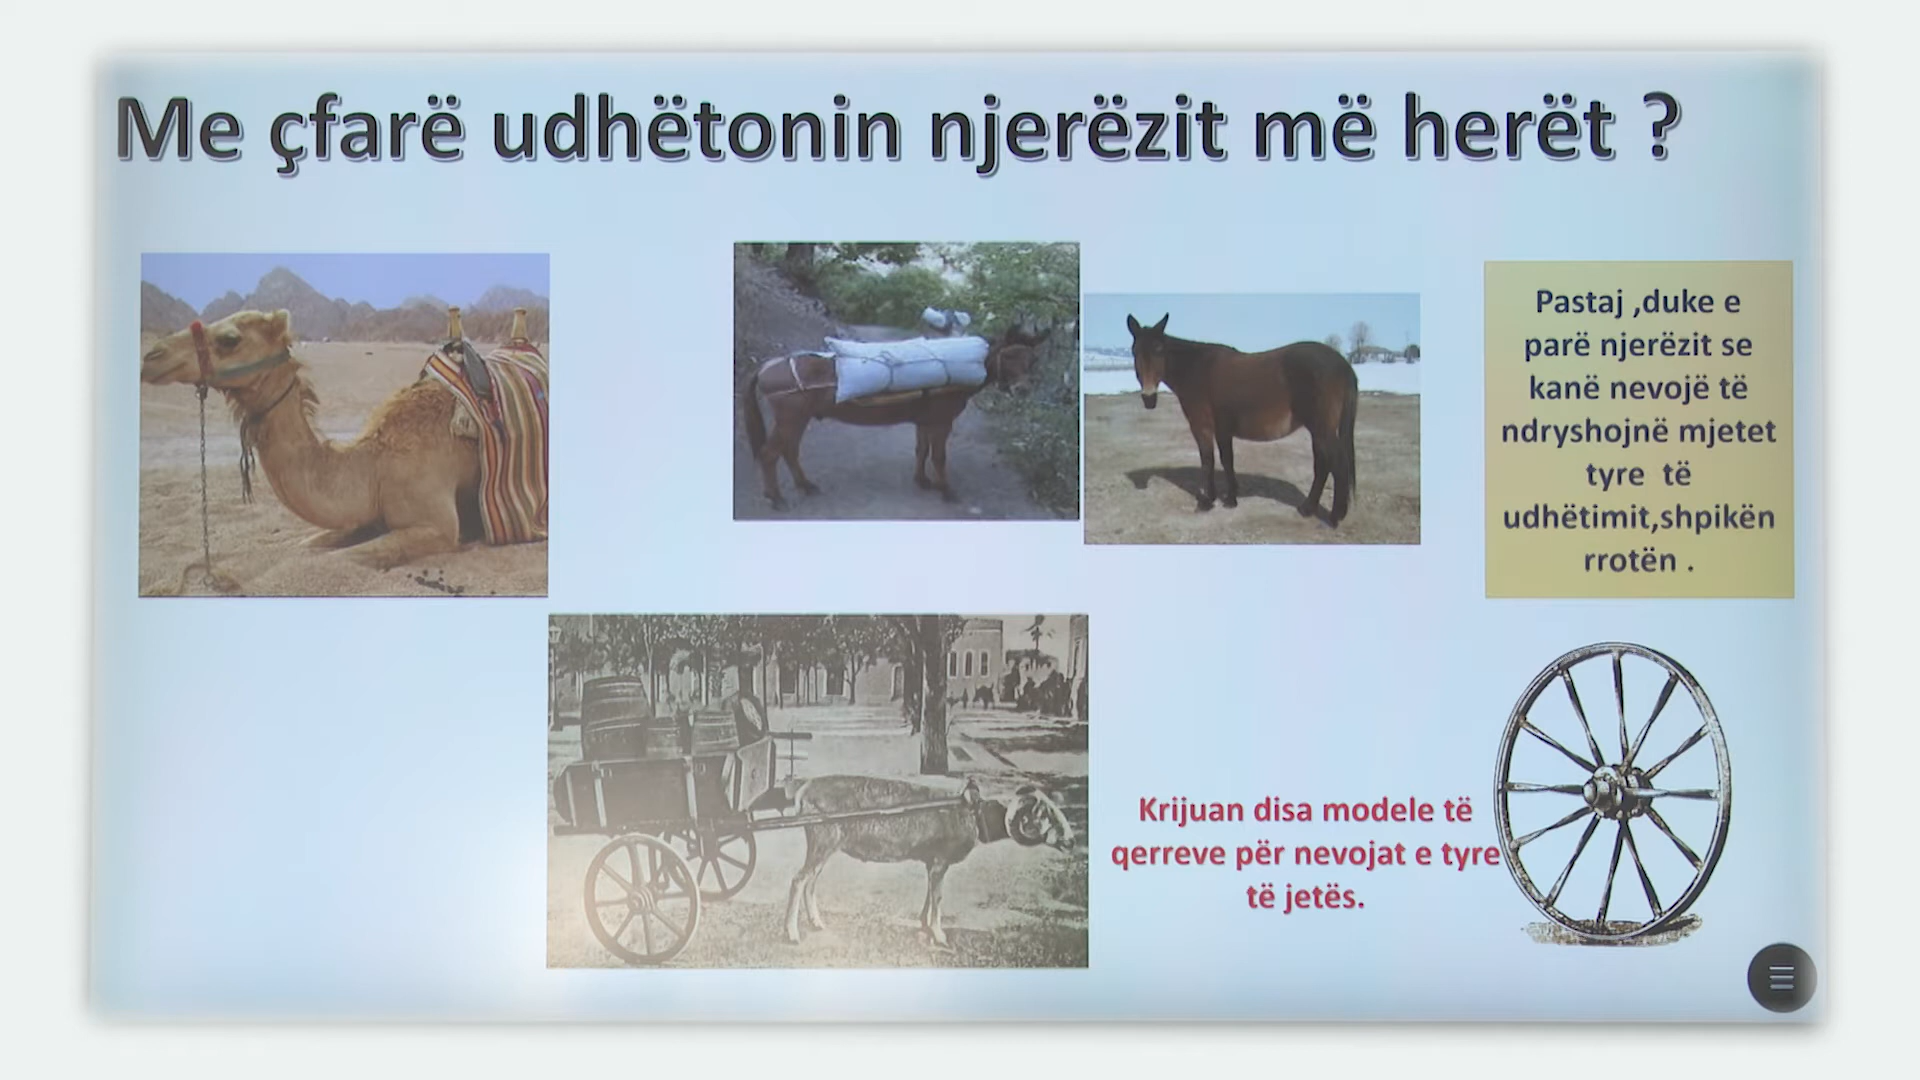 Me çfarë udhëtonin njerëzit më herët ?
Pastaj ,duke e
parë njerëzit se
kanë nevojë të
ndryshojnë mjetet
tyre  të
udhëtimit,shpikën
rrotën .
Krijuan disa modele të
qerreve për nevojat e tyre
të jetës.